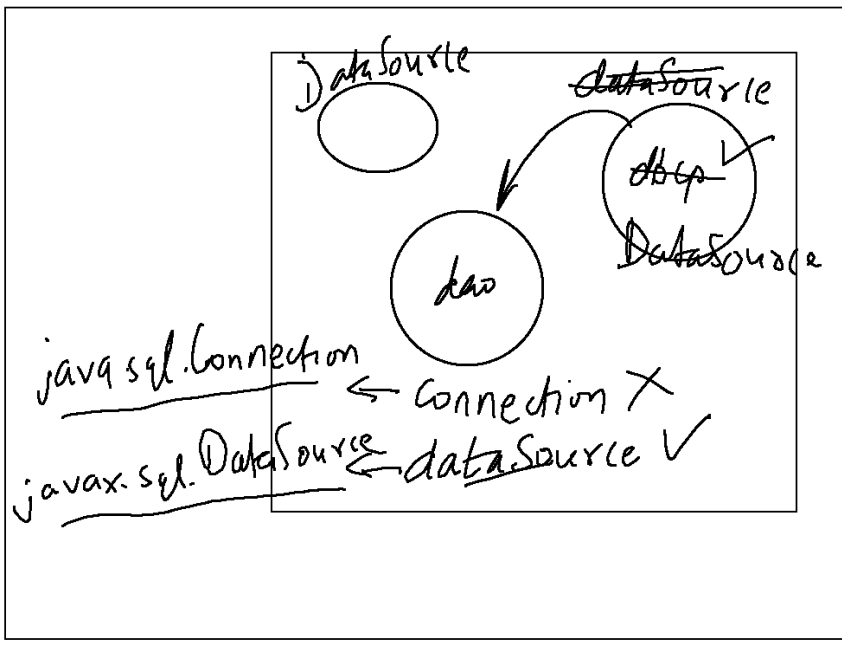 DataSource
dataSource
dbcp
DataSource
dao
java sql.Connection ← connection X
javax.sql.DataSource ← dataSource ✓